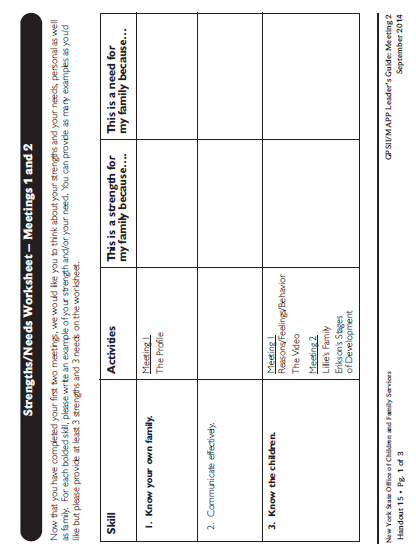 Strengths/Needs Worksheet – Meetings 1 and 2
Now that you have completed your first two meetings, we would like you to think about your strengths and your needs, personal as well
as family. For each bolded skill, please write an example of your strength and/or your need. You can provide as many examples as you'd
like but please provide at least 3 strengths and 3 needs on the worksheet.
Skill
Activities
This is a strength for
my family because....
This is a need for
my family because...
1. Know your own family.
Meeting 1
The Profile
2. Communicate effectively.
3. Know the children.
Meeting 1
Reasons/Feelings/Behavior
The Video
Meeting 2
Lillie's Family
Erikson's Stages
of Development
New York State Office of Children and Family Services
Handout 15 • Pg. 1 of 3
GPSII/MAPP Leader's Guide: Meeting 2
September 2014